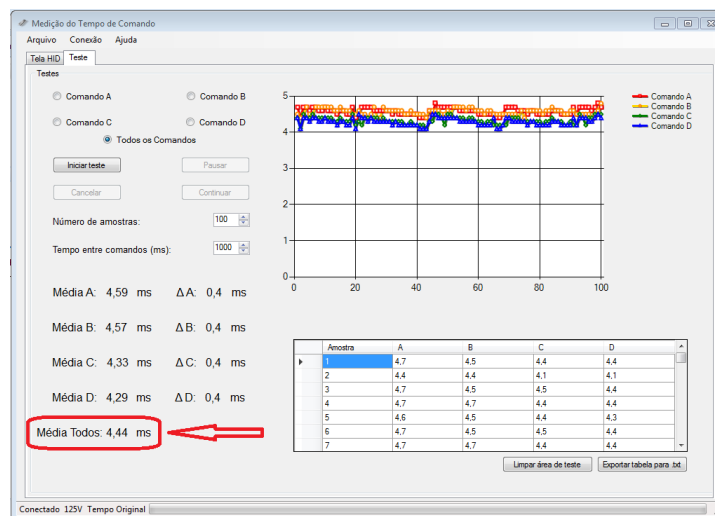 Medição do Tempo de Comando
Arquivo Conexão Ajuda
Tela HID Teste
Testes
Comando A Comando B
Comando C Comando D
Todos os Comandos
Iniciar teste Pausar
Cancelar Continuar
Número de amostras: 100
Tempo entre comandos (ms): 1000
Média A: 4,59 ms Δ A: 0,4 ms
Média B: 4,57 ms Δ B: 0,4 ms
Média C: 4,33 ms Δ C: 0,4 ms
Média D: 4,29 ms Δ D: 0,4 ms
Média Todos: 4,44 ms
5
4
3
2
1
0
0 20 40 60 80 100
Comando A
Comando B
Comando C
Comando D
Amostra A B C D
1 4,7 4,5 4,4 4,4
2 4,4 4,4 4,1 4,1
3 4,7 4,5 4,5 4,4
4 4,7 4,7 4,4 4,4
5 4,6 4,5 4,4 4,3
6 4,7 4,5 4,5 4,4
7 4,7 4,7 4,4 4,4
Limpar área de teste Exportar tabela para .txt
Conectado 125V Tempo Original